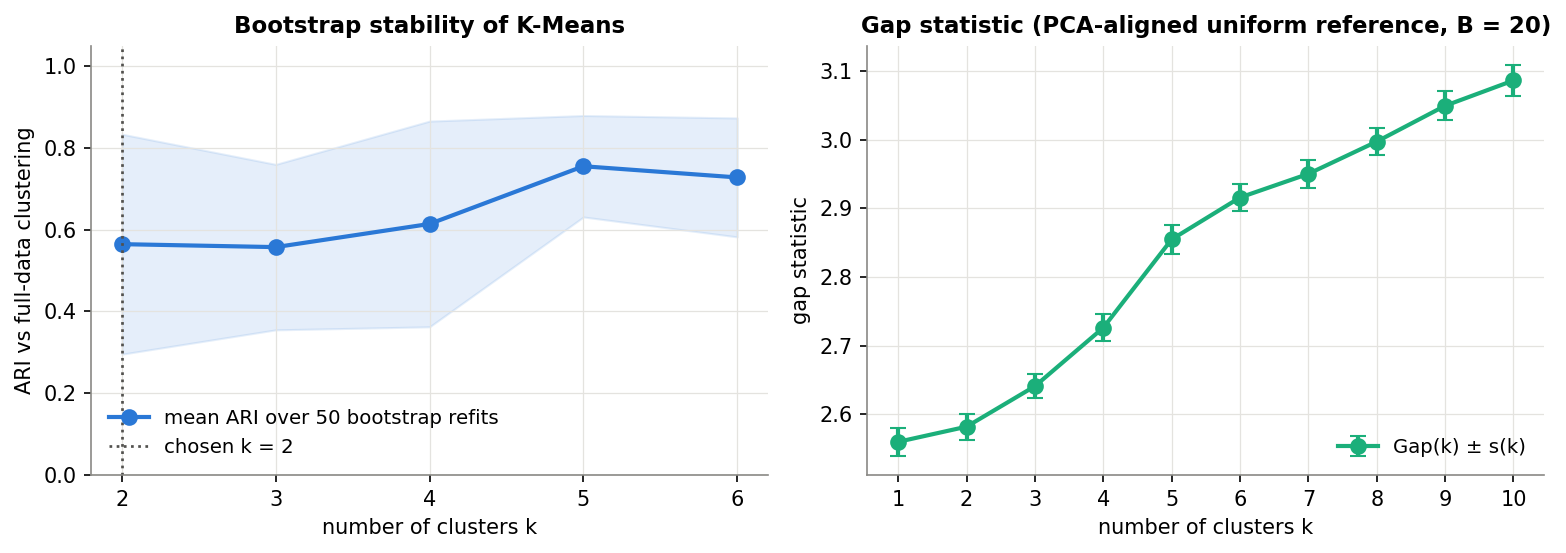 Bootstrap stability of K-Means
ARI vs full-data clustering
1.0
0.8
0.6
0.4
0.2
0.0
mean ARI over 50 bootstrap refits
chosen k = 2
2 3 4 5 6
number of clusters k
Gap statistic (PCA-aligned uniform reference, B = 20)
gap statistic
3.1
3.0
2.9
2.8
2.7
2.6
Gap(k) ± s(k)
1 2 3 4 5 6 7 8 9 10
number of clusters k